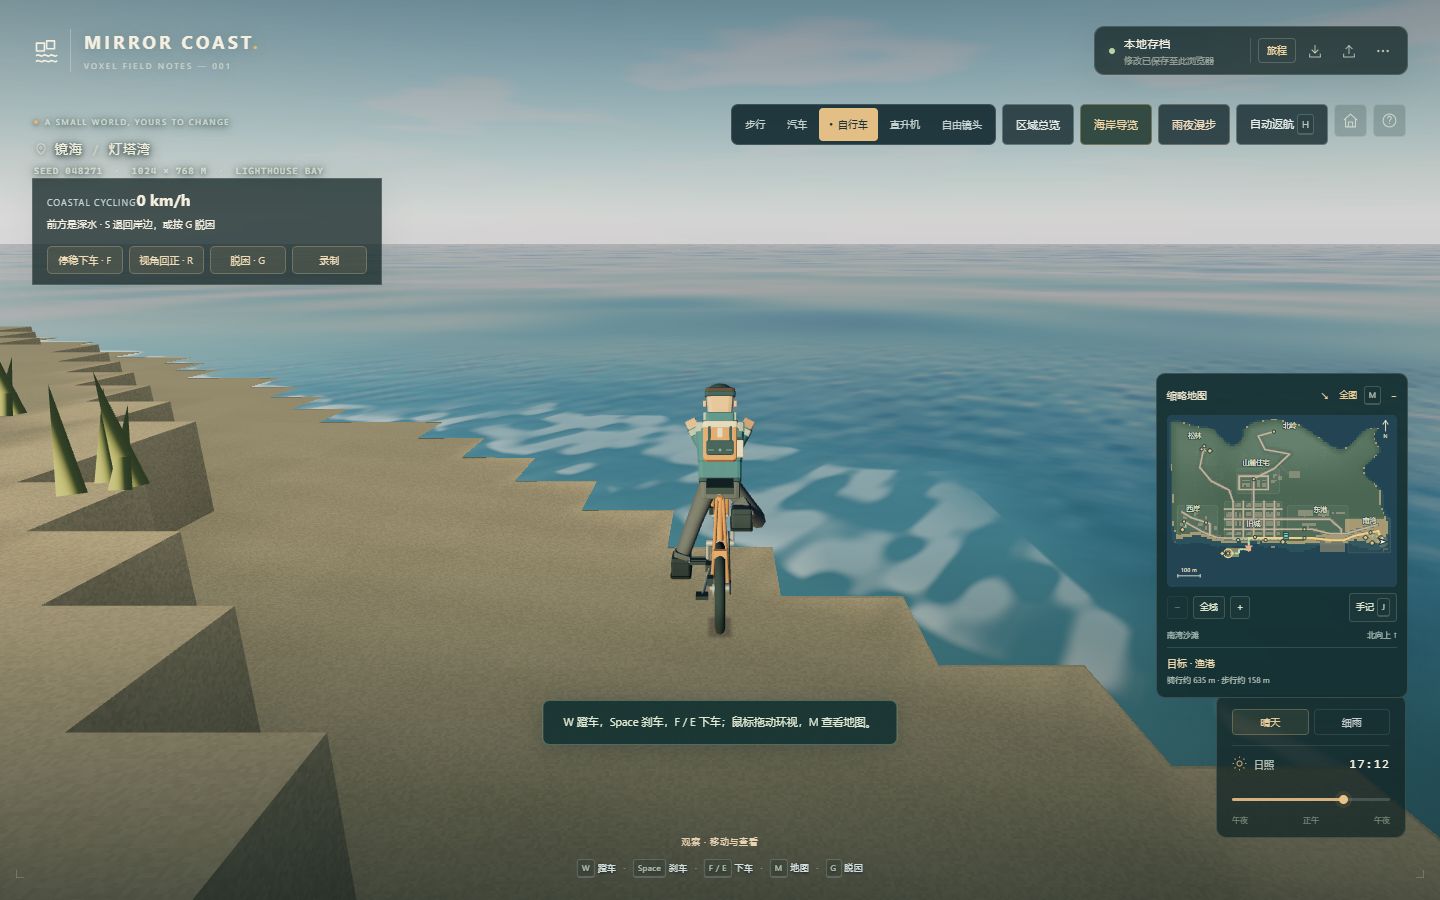 MIRROR COAST.
VOXEL FIELD NOTES — 001
本地存档
修改已保存至此浏览器
旅程
A SMALL WORLD, YOURS TO CHANGE
镜海 / 灯塔湾
SEED 048271 · 1024 × 768 M · LIGHTHOUSE BAY
步行 汽车 • 自行车 直升机 自由镜头
区域总览
海岸导览
雨夜漫步
自动返航 H
COASTAL CYCLING 0 km/h
前方是深水 · S 退回岸边，或按 G 脱困
停稳下车 · F
视角回正 · R
脱困 · G
录制
缩略地图 ↘ 全图 M −
松林
北岭
N
山麓住宅
西岸
旧城
东港
南湾
100 m
− 全域 +
手记 J
南湾沙滩 北向上 ↑
目标 · 渔港
骑行约 635 m · 步行约 158 m
晴天 细雨
日照 17:12
午夜 正午 午夜
W 蹬车，Space 刹车，F / E 下车；鼠标拖动环视，M 查看地图。
观察 · 移动与查看
W 蹬车 · Space 刹车 · F / E 下车 · M 地图 · G 脱困